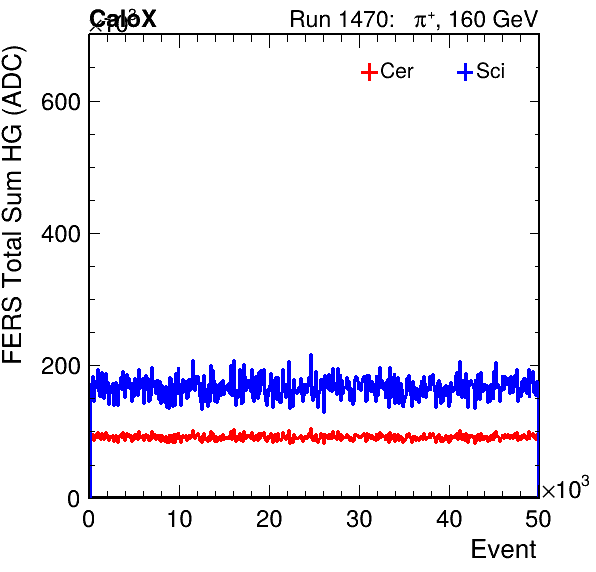 CaloX
×10³
Run 1470: π⁺, 160 GeV
Cer
Sci
FERS Total Sum HG (ADC)
600
400
200
0
0 10 20 30 40 50
×10³
Event